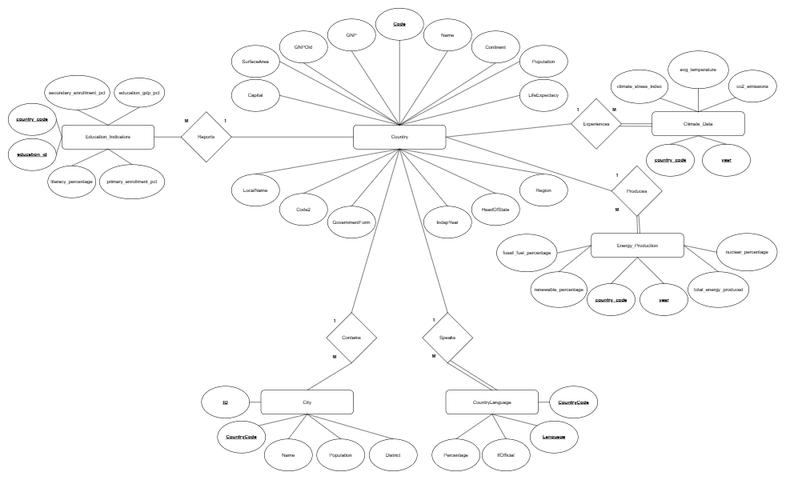 Code
GNP
Name
GNPOld
Continent
SurfaceArea
Population
Capital
LifeExpectacy
avg_temperature
climate_stress_index
co2_emissions
secondary_enrollment_pct
education_gdp_pct
country_code
education_id
Education_Indicators
literacy_percentage
primary_enrollment_pct
M
Reports
1
Country
1
Experiences
M
Climate_Data
country_code
year
LocalName
Code2
GovernmentForm
IndepYear
HeadOfState
Region
1
Produces
M
Energy_Production
fossil_fuel_percentage
nuclear_percentage
renewable_percentage
country_code
year
total_energy_produced
1
Contains
M
1
Speaks
M
ID
City
CountryCode
Name
Population
District
CountryLanguage
CountryCode
Language
Percentage
IfOfficial